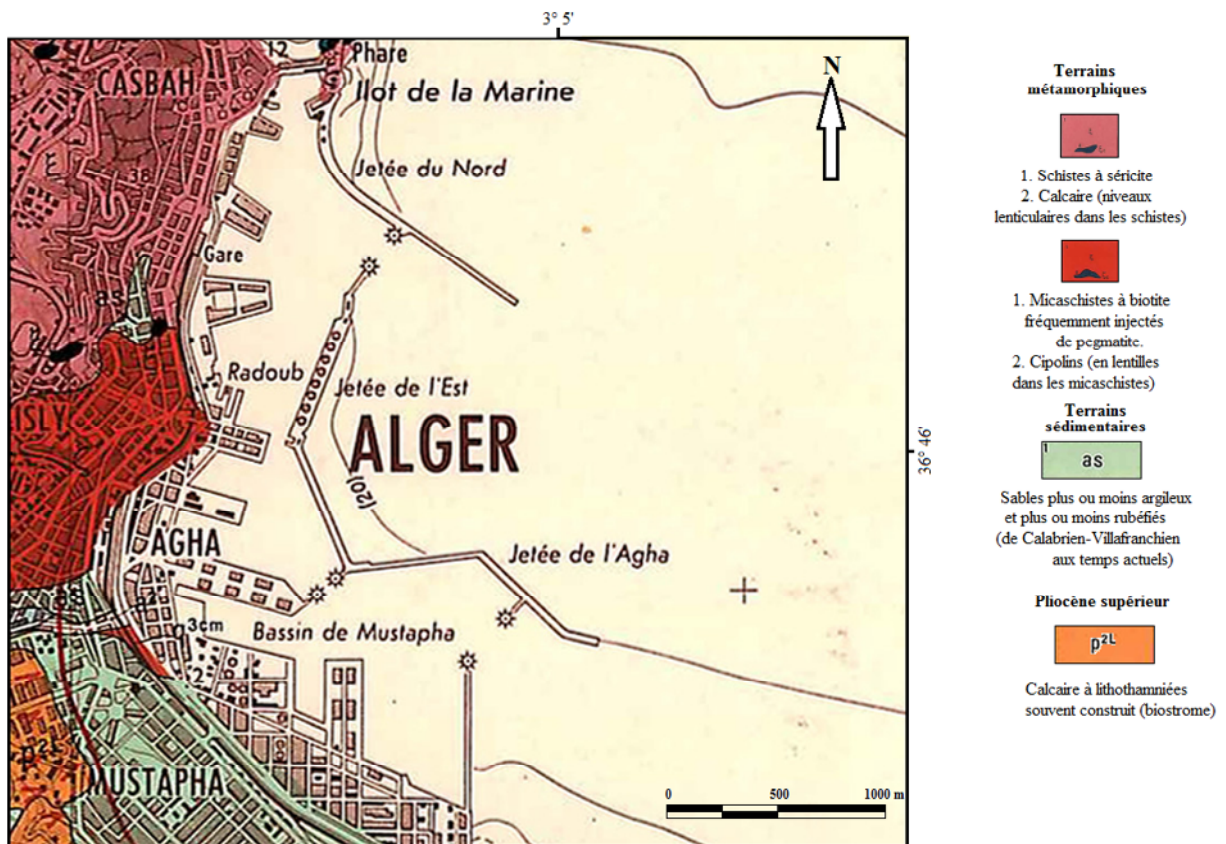 3° 5'
12
Phare
N
CASBAH
Ilot de la Marine
38
Jetée du Nord
Gare
as
Radoub
Jetée de l'Est
ISLY
ALGER
36° 46'
(20)
AGHA
Jetée de l'Agha
as
a²
q3cm
Bassin de Mustapha
2
p2L
MUSTAPHA
0 500 1000 m
Terrains
métamorphiques
1. Schistes à séricite
2. Calcaire (niveaux
lenticulaires dans les schistes)
1. Micaschistes à biotite
fréquemment injectés
de pegmatite.
2. Cipolins (en lentilles
dans les micaschistes)
Terrains
sédimentaires
1
as
Sables plus ou moins argileux
et plus ou moins rubéfiés
(de Calabrien-Villafranchien
aux temps actuels)
Pliocène supérieur
p2L
Calcaire à lithothamniées
souvent construit (biostrome)